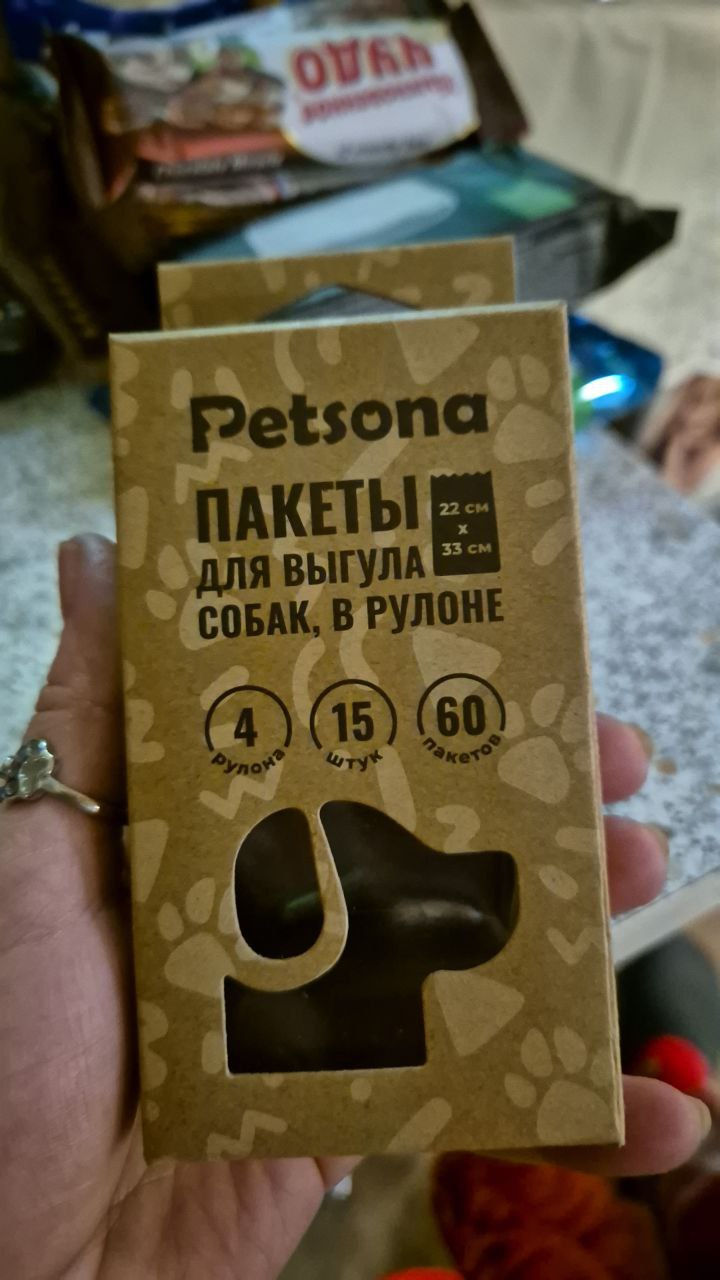 ЧУДО
Petsona
ПАКЕТЫ
ДЛЯ ВЫГУЛА
СОБАК, В РУЛОНЕ
22 см
х
33 см
4
рулона
15
штук
60
пакетов